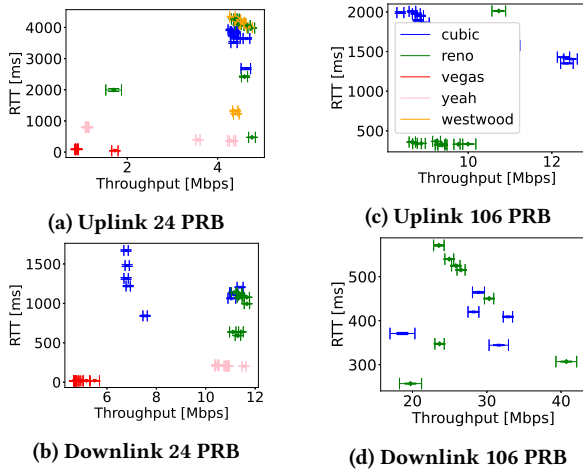 4000
3000
2000
1000
0
RTT [ms]
2
4
Throughput [Mbps]
(a) Uplink 24 PRB
2000
1500
1000
500
RTT [ms]
cubic
reno
vegas
yeah
westwood
10
12
Throughput [Mbps]
(c) Uplink 106 PRB
1500
1000
500
0
RTT [ms]
6
8
10
12
Throughput [Mbps]
(b) Downlink 24 PRB
500
400
300
RTT [ms]
20
30
40
Throughput [Mbps]
(d) Downlink 106 PRB